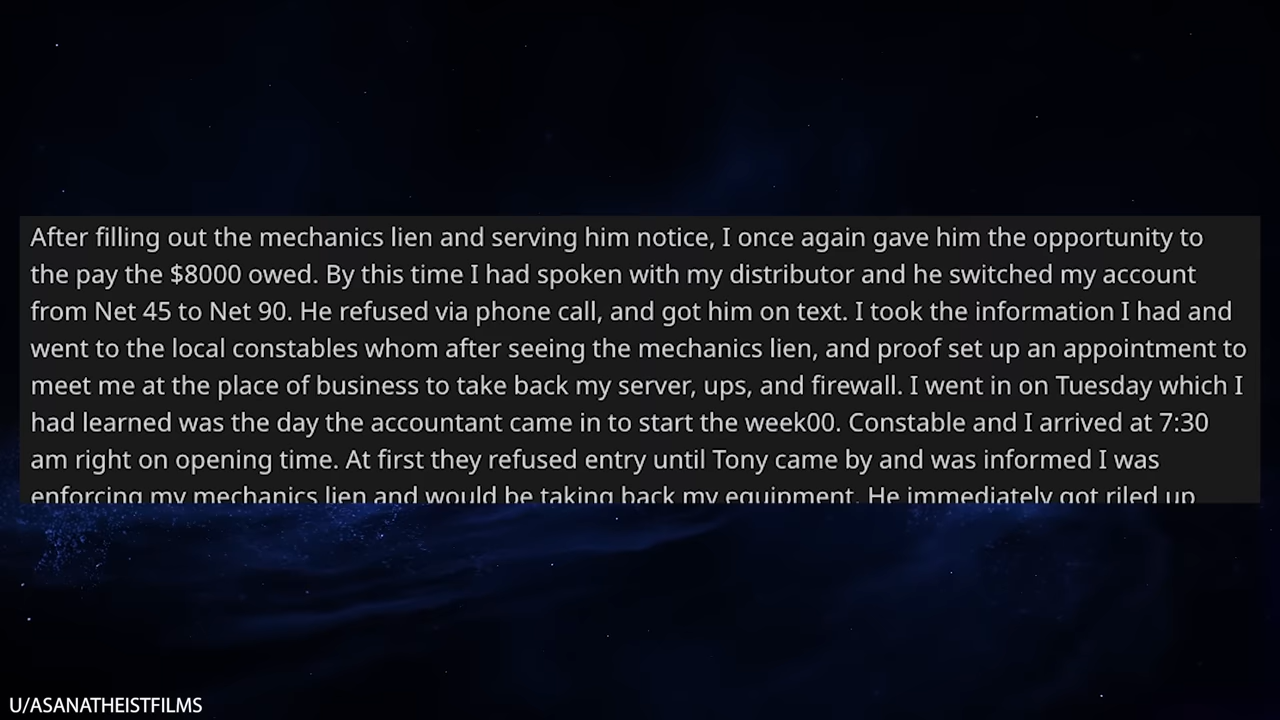 After filling out the mechanics lien and serving him notice, I once again gave him the opportunity to
the pay the $8000 owed. By this time I had spoken with my distributor and he switched my account
from Net 45 to Net 90. He refused via phone call, and got him on text. I took the information I had and
went to the local constables whom after seeing the mechanics lien, and proof set up an appointment to
meet me at the place of business to take back my server, ups, and firewall. I went in on Tuesday which I
had learned was the day the accountant came in to start the week00. Constable and I arrived at 7:30
am right on opening time. At first they refused entry until Tony came by and was informed I was
enforcing my mechanics lien and would be taking back my equipment. He immediately got riled up
U/ASANATHEISTFILMS